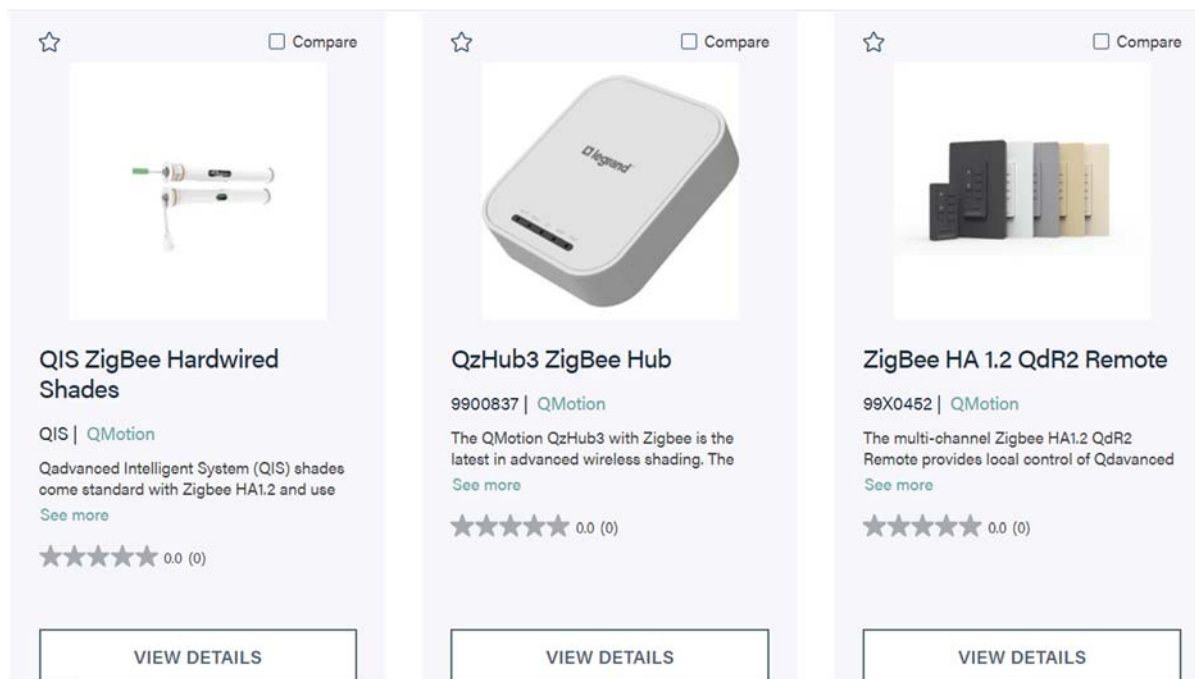 Compare
QIS ZigBee Hardwired
Shades
QIS | QMotion
Qadvanced Intelligent System (QIS) shades
come standard with Zigbee HA1.2 and use
See more
0.0 (0)
VIEW DETAILS
Compare
legrand
QzHub3 ZigBee Hub
9900837 | QMotion
The QMotion QzHub3 with Zigbee is the
latest in advanced wireless shading. The
See more
0.0 (0)
VIEW DETAILS
Compare
ZigBee HA 1.2 QdR2 Remote
99X0452 | QMotion
The multi-channel Zigbee HA1.2 QdR2
Remote provides local control of Qdavanced
See more
0.0 (0)
VIEW DETAILS